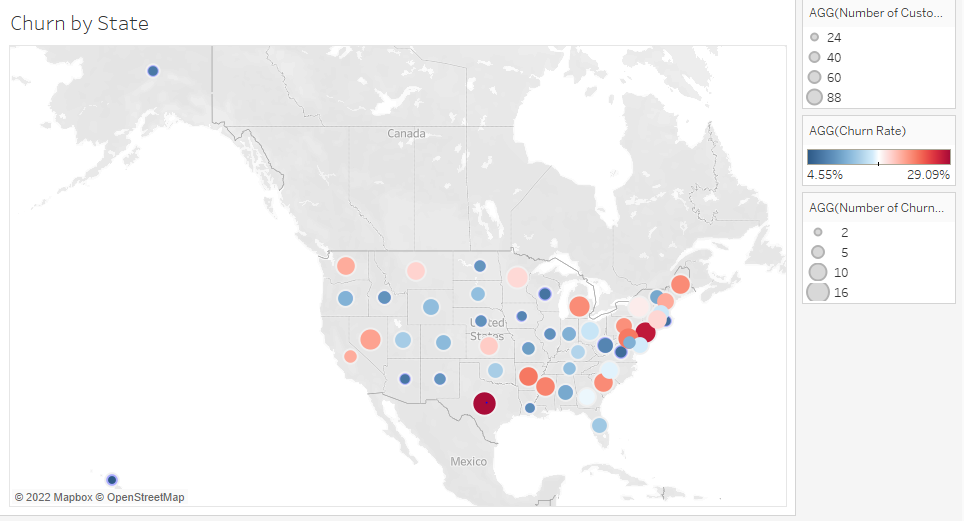 Churn by State
Canada
United
States
Mexico
© 2022 Mapbox © OpenStreetMap
AGG(Number of Custo...
24
40
60
88
AGG(Churn Rate)
4.55% 29.09%
AGG(Number of Churn...
2
5
10
16